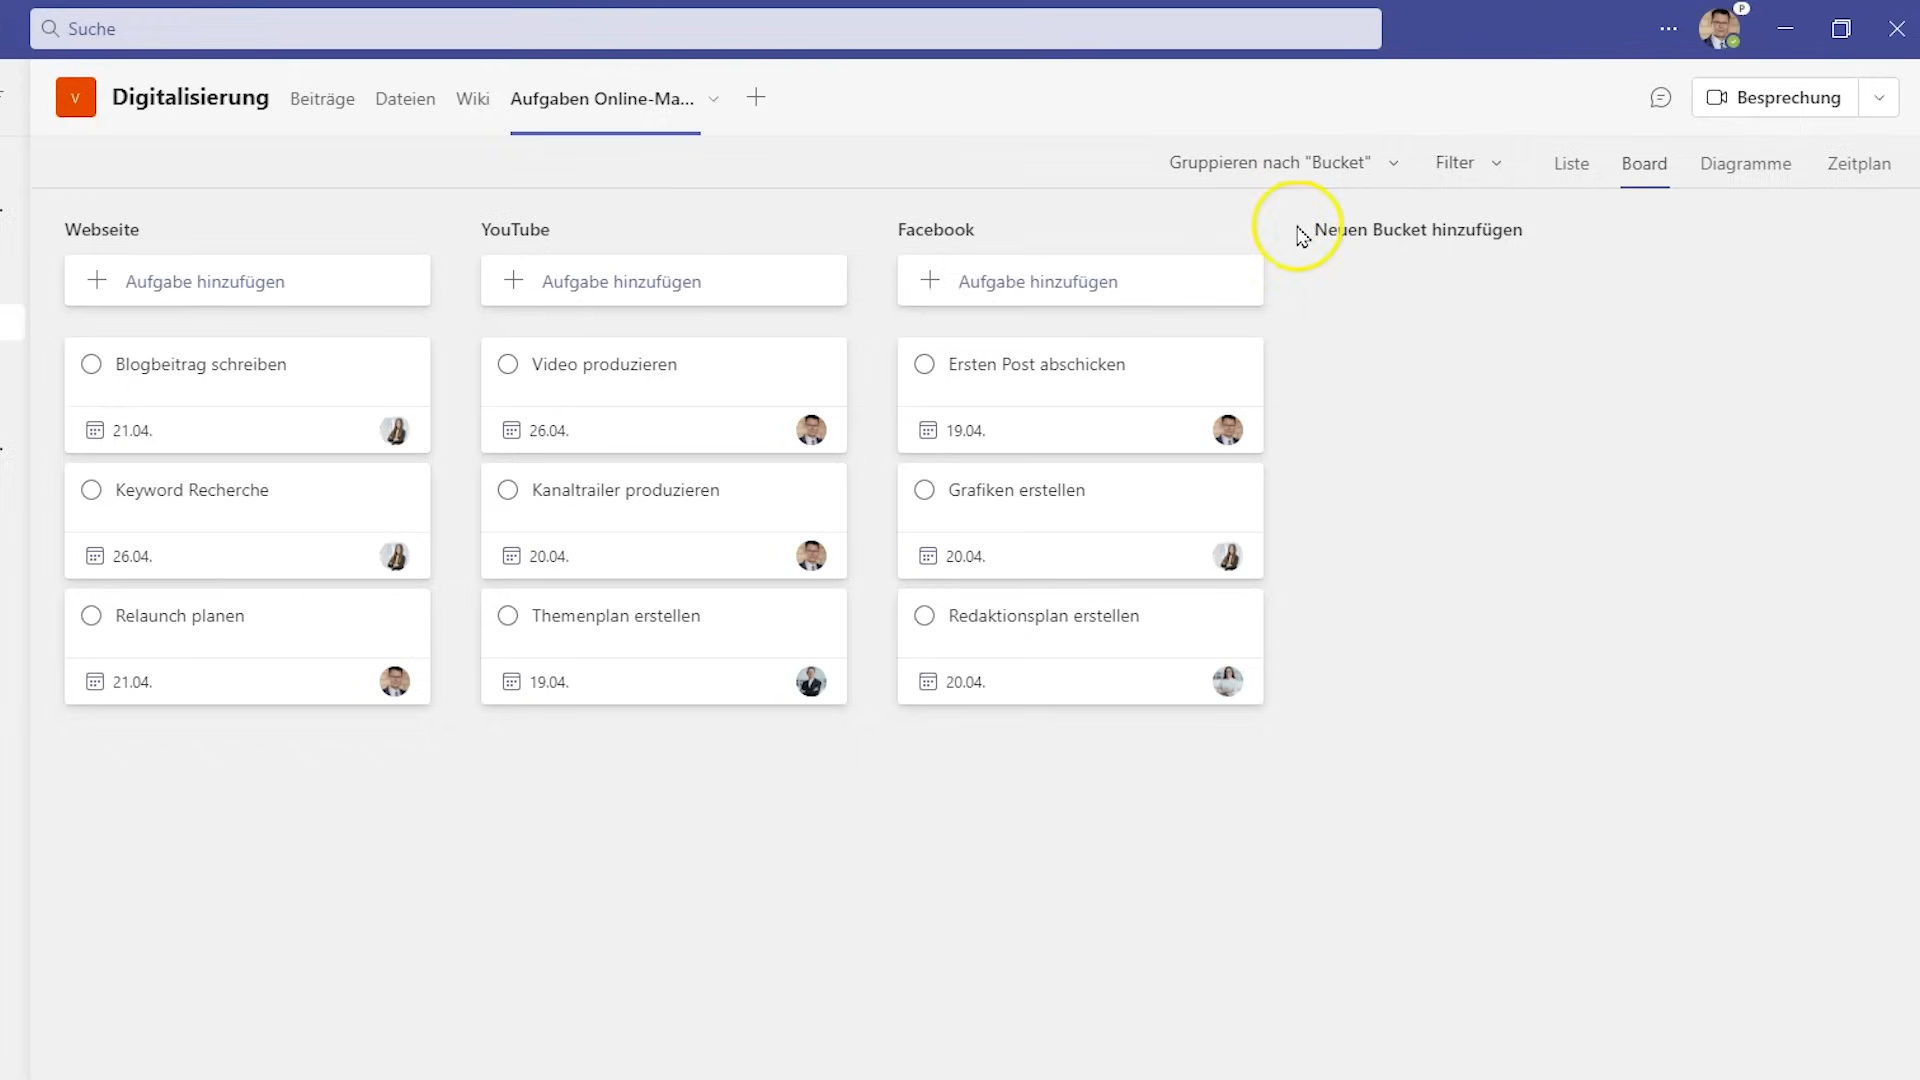 Suche
P
V
Digitalisierung
Beiträge
Dateien
Wiki
Aufgaben Online-Ma...
Besprechung
Gruppieren nach "Bucket"
Filter
Liste
Board
Diagramme
Zeitplan
Webseite
Aufgabe hinzufügen
Blogbeitrag schreiben
21.04.
Keyword Recherche
26.04.
Relaunch planen
21.04.
YouTube
Aufgabe hinzufügen
Video produzieren
26.04.
Kanaltrailer produzieren
20.04.
Themenplan erstellen
19.04.
Facebook
Aufgabe hinzufügen
Ersten Post abschicken
19.04.
Grafiken erstellen
20.04.
Redaktionsplan erstellen
20.04.
Neuen Bucket hinzufügen